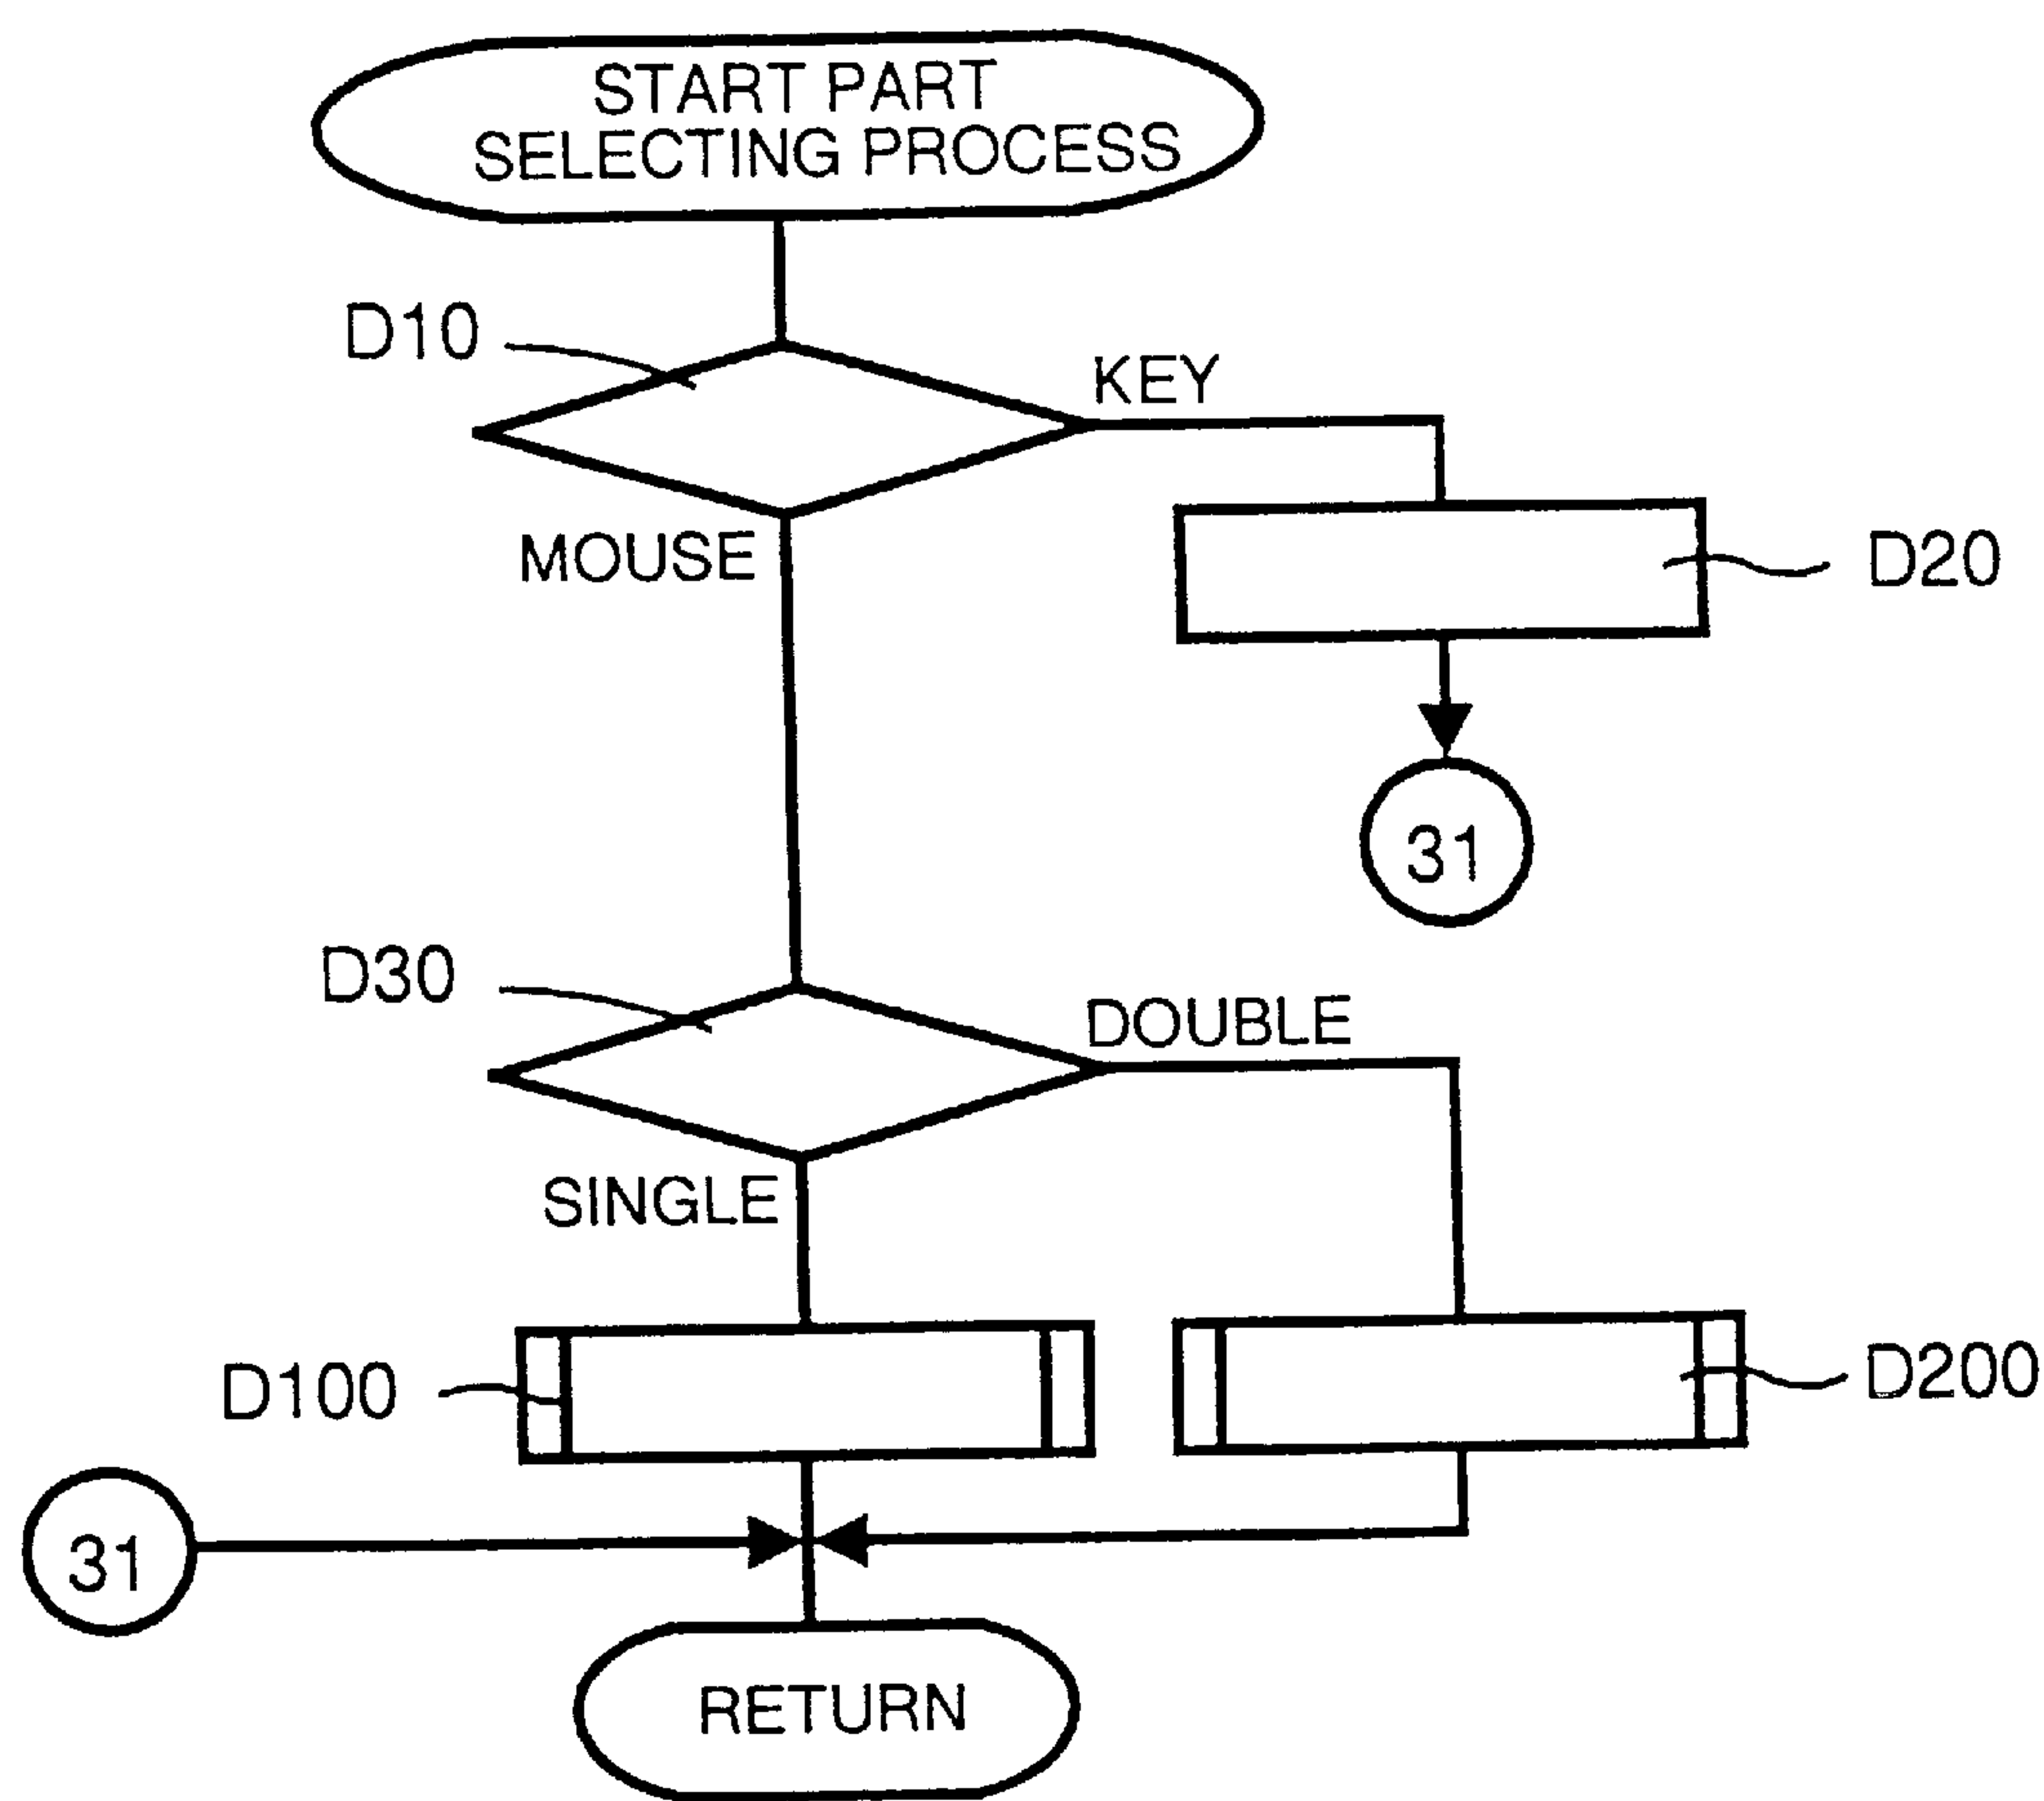 START PART
SELECTING PROCESS
D10
KEY
MOUSE
D20
31
D30
DOUBLE
SINGLE
D100
D200
31
RETURN